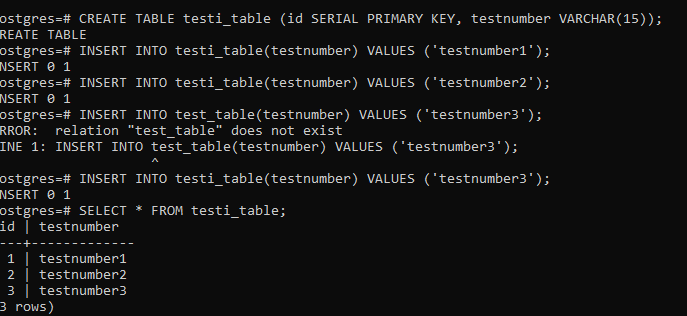 ostgres=# CREATE TABLE testi_table (id SERIAL PRIMARY KEY, testnumber VARCHAR(15));
REATE TABLE
ostgres=# INSERT INTO testi_table(testnumber) VALUES ('testnumber1');
NSERT 0 1
ostgres=# INSERT INTO testi_table(testnumber) VALUES ('testnumber2');
NSERT 0 1
ostgres=# INSERT INTO test_table(testnumber) VALUES ('testnumber3');
RROR:  relation "test_table" does not exist
INE 1: INSERT INTO test_table(testnumber) VALUES ('testnumber3');
                   ^
ostgres=# INSERT INTO testi_table(testnumber) VALUES ('testnumber3');
NSERT 0 1
ostgres=# SELECT * FROM testi_table;
id | testnumber
---+-------------
 1 | testnumber1
 2 | testnumber2
 3 | testnumber3
3 rows)